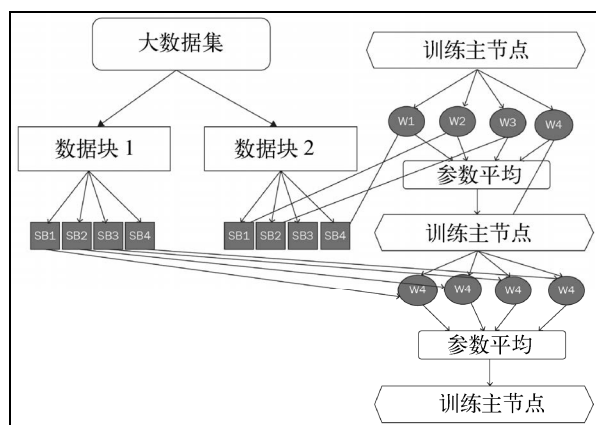 大数据集
训练主节点
W1 W2 W3 W4
数据块 1 数据块 2
参数平均
SB1 SB2 SB3 SB4 SB1 SB2 SB3 SB4
训练主节点
W4 W4 W4 W4
参数平均
训练主节点